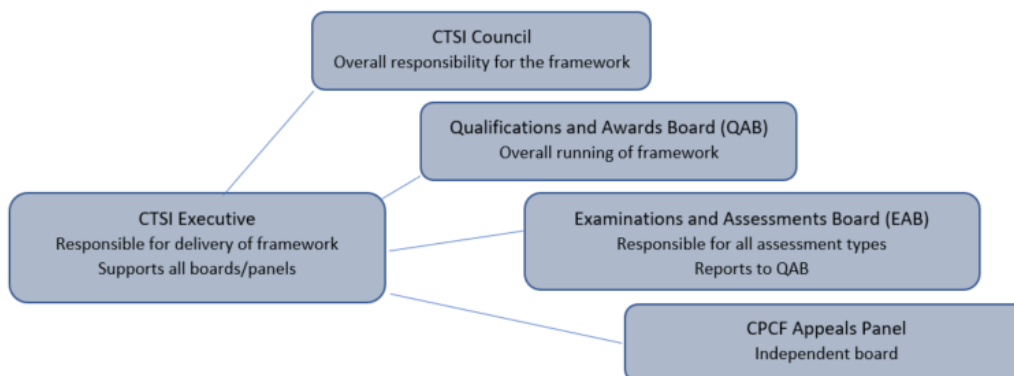 CTSI Council
Overall responsibility for the framework
Qualifications and Awards Board (QAB)
Overall running of framework
CTSI Executive
Responsible for delivery of framework
Supports all boards/panels
Examinations and Assessments Board (EAB)
Responsible for all assessment types
Reports to QAB
CPCF Appeals Panel
Independent board